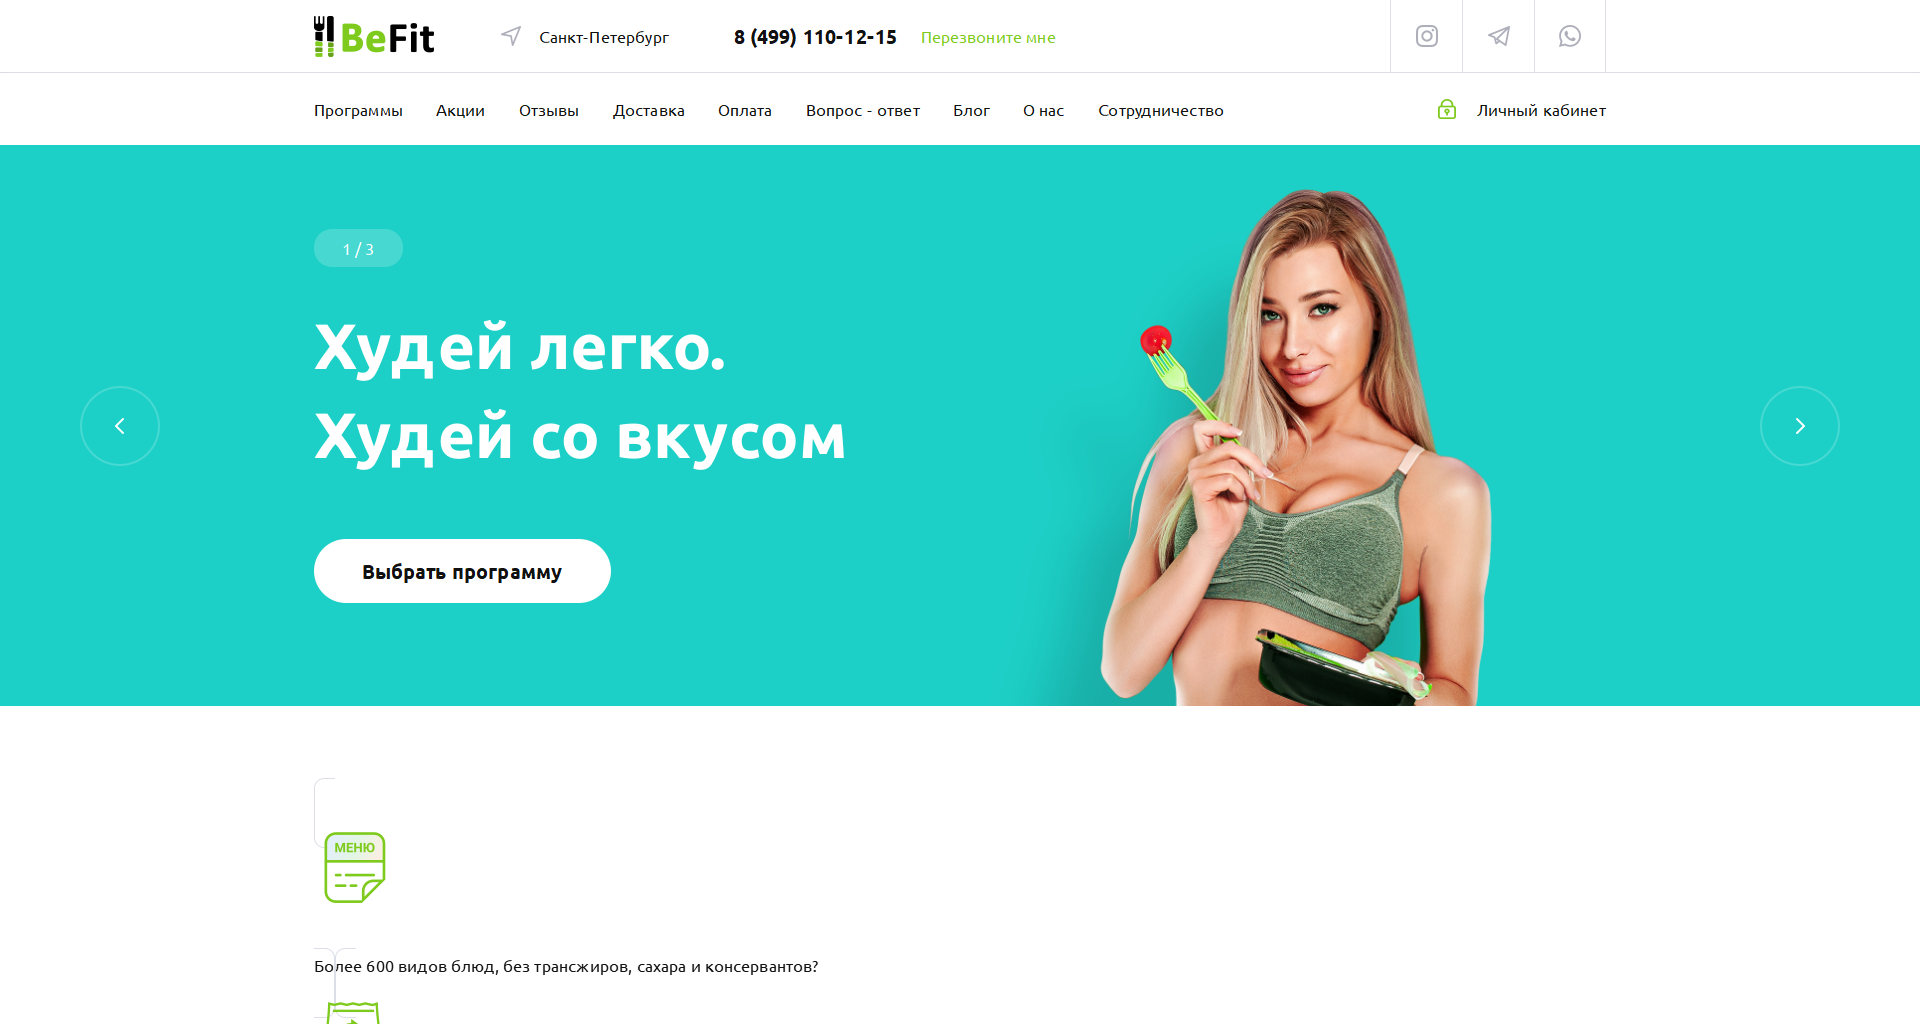 BeFit
Санкт-Петербург
8 (499) 110-12-15
Перезвоните мне
Программы
Акции
Отзывы
Доставка
Оплата
Вопрос - ответ
Блог
О нас
Сотрудничество
Личный кабинет
1 / 3
Худей легко.
Худей со вкусом
Выбрать программу
МЕНЮ
Более 600 видов блюд, без трансжиров, сахара и консервантов?